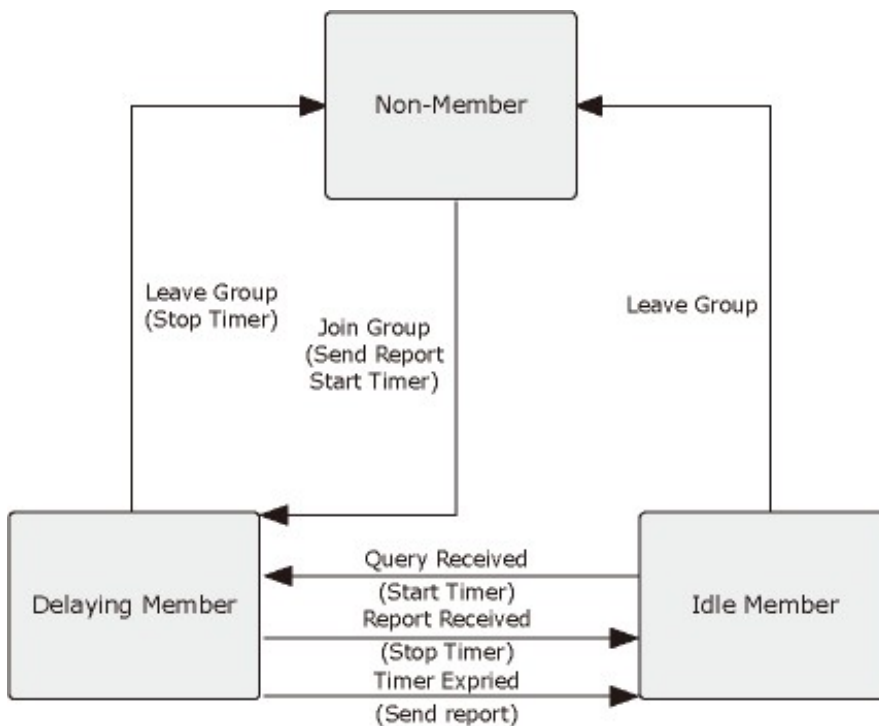 Non-Member
Leave Group
(Stop Timer)
Join Group
(Send Report
Start Timer)
Leave Group
Delaying Member
Query Received
(Start Timer)
Report Received
(Stop Timer)
Timer Expried
(Send report)
Idle Member